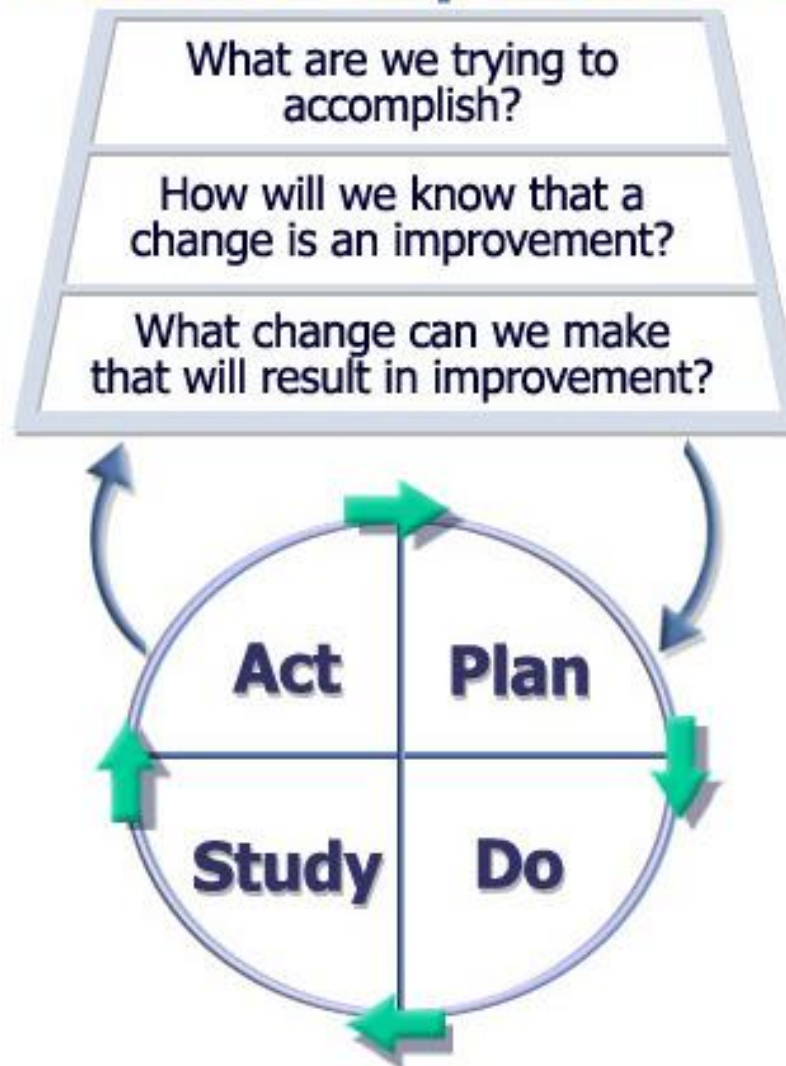 What are we trying to
accomplish?
How will we know that a
change is an improvement?
What change can we make
that will result in improvement?
Act
Plan
Study
Do